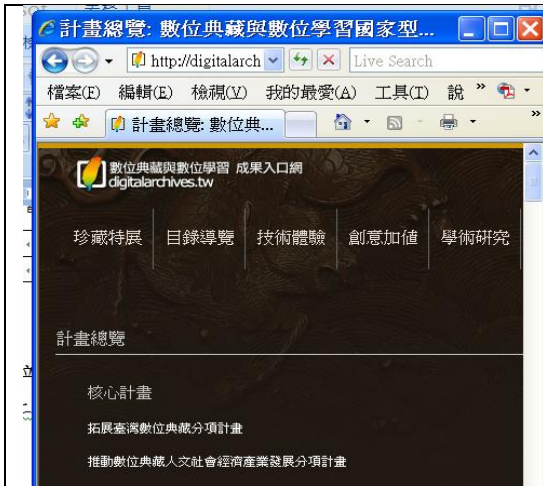 計畫總覽: 數位典藏與數位學習國家型...
http://digitalarch
Live Search
檔案(F) 編輯(E) 檢視(V) 我的最愛(A) 工具(T) 說 »
計畫總覽: 數位典... »
數位典藏與數位學習 成果入口網
digitalarchives.tw
珍藏特展 目錄導覽 技術體驗 創意加值 學術研究
計畫總覽
核心計畫
拓展臺灣數位典藏分項計畫
推動數位典藏人文社會經濟產業發展分項計畫